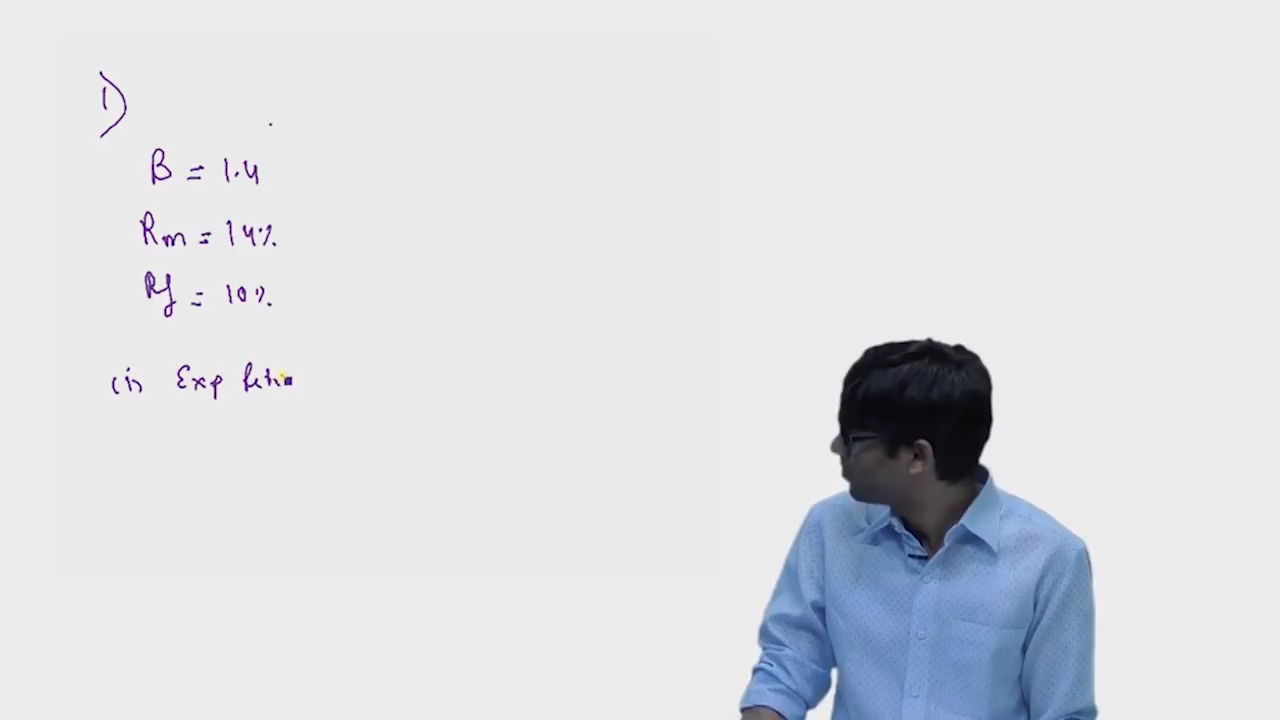 1)
B = 1.4
Rm = 14%
Rf = 10%
(i) Exp